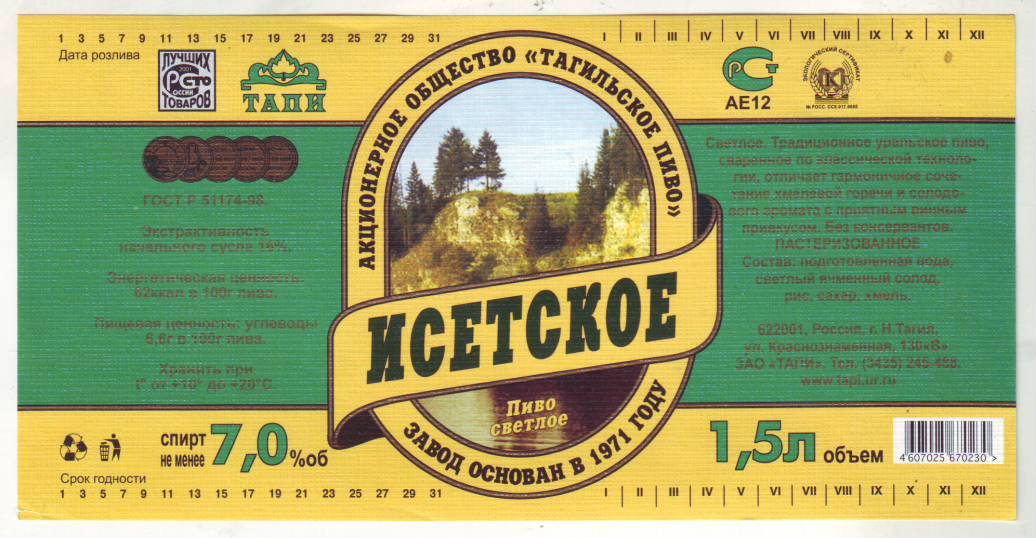 1 3 5 7 9 11 13 15 17 19 21 23 25 27 29 31
I II III IV V VI VII VIII IX X XI XII
Дата розлива
ЛУЧШИХ
2001
РОССИИ
ТОВАРОВ
ТАПИ
АЕ12
ЭКОЛОГИЧЕСКИЙ СЕРТИФИКАТ
АКЦИОНЕРНОЕ ОБЩЕСТВО «ТАГИЛЬСКОЕ ПИВО»
ГОСТ Р 51174-98.
Экстрактивность
начального сусла 16%.
Энергетическая ценность:
62ккал в 100г пива.
Пищевая ценность: углеводы
6,6г в 100г пива.
Хранить при
t° от +10° до +20°С.
ИСЕТСКОЕ
Пиво
светлое
ЗАВОД ОСНОВАН В 1971 ГОДУ
Светлое. Традиционное уральское пиво,
сваренное по классической техноло-
гии, отличает гармоничное соче-
тание хмелевой горечи и солодо-
вого аромата с приятным винным
привкусом. Без консервантов.
ПАСТЕРИЗОВАННОЕ
Состав: подготовленная вода,
светлый ячменный солод,
рис, сахар, хмель.
622001, Россия, г. Н.Тагил,
ул. Краснознаменная, 130«В».
ЗАО «ТАПИ». Тел. (3435) 245-488.
www.tapi.ur.ru
спирт
не менее 7,0%об
1,5л объем
4 607025 670230 >
Срок годности
1 3 5 7 9 11 13 15 17 19 21 23 25 27 29 31
I II III IV V VI VII VIII IX X XI XII